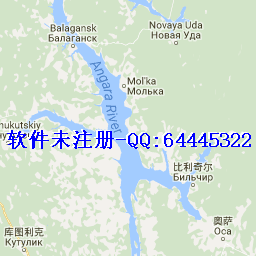 Balagansk
Балаганск
Novaya Uda
Новая Уда
Angara River
Mol'ka
Молька
hukutskiy
软件未注册-QQ:64445322
比利奇尔
Бильчир
奥萨
Оса
库图利克
Кутулик